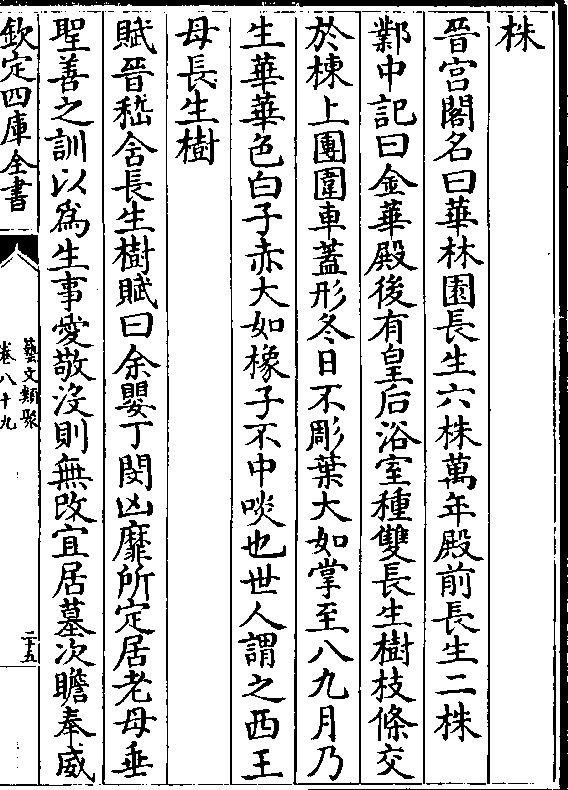 株
晉宫閣名曰華林園長生六株萬年殿前長生二株
鄴中記曰金華殿後有皇后浴室種雙長生樹枝條交
於棟上團圍車蓋形冬日不彫葉大如掌至八九月乃
生華華色白子赤大如橡子不中啖也世人謂之西王
母長生樹
賦晉嵇含長生樹賦曰余嬰丁閔凶靡所定居老母垂
聖善之訓以為生事愛敬沒則無改宜居墓次瞻奉威
欽定四庫全書
藝文類聚
卷八十九
二十五